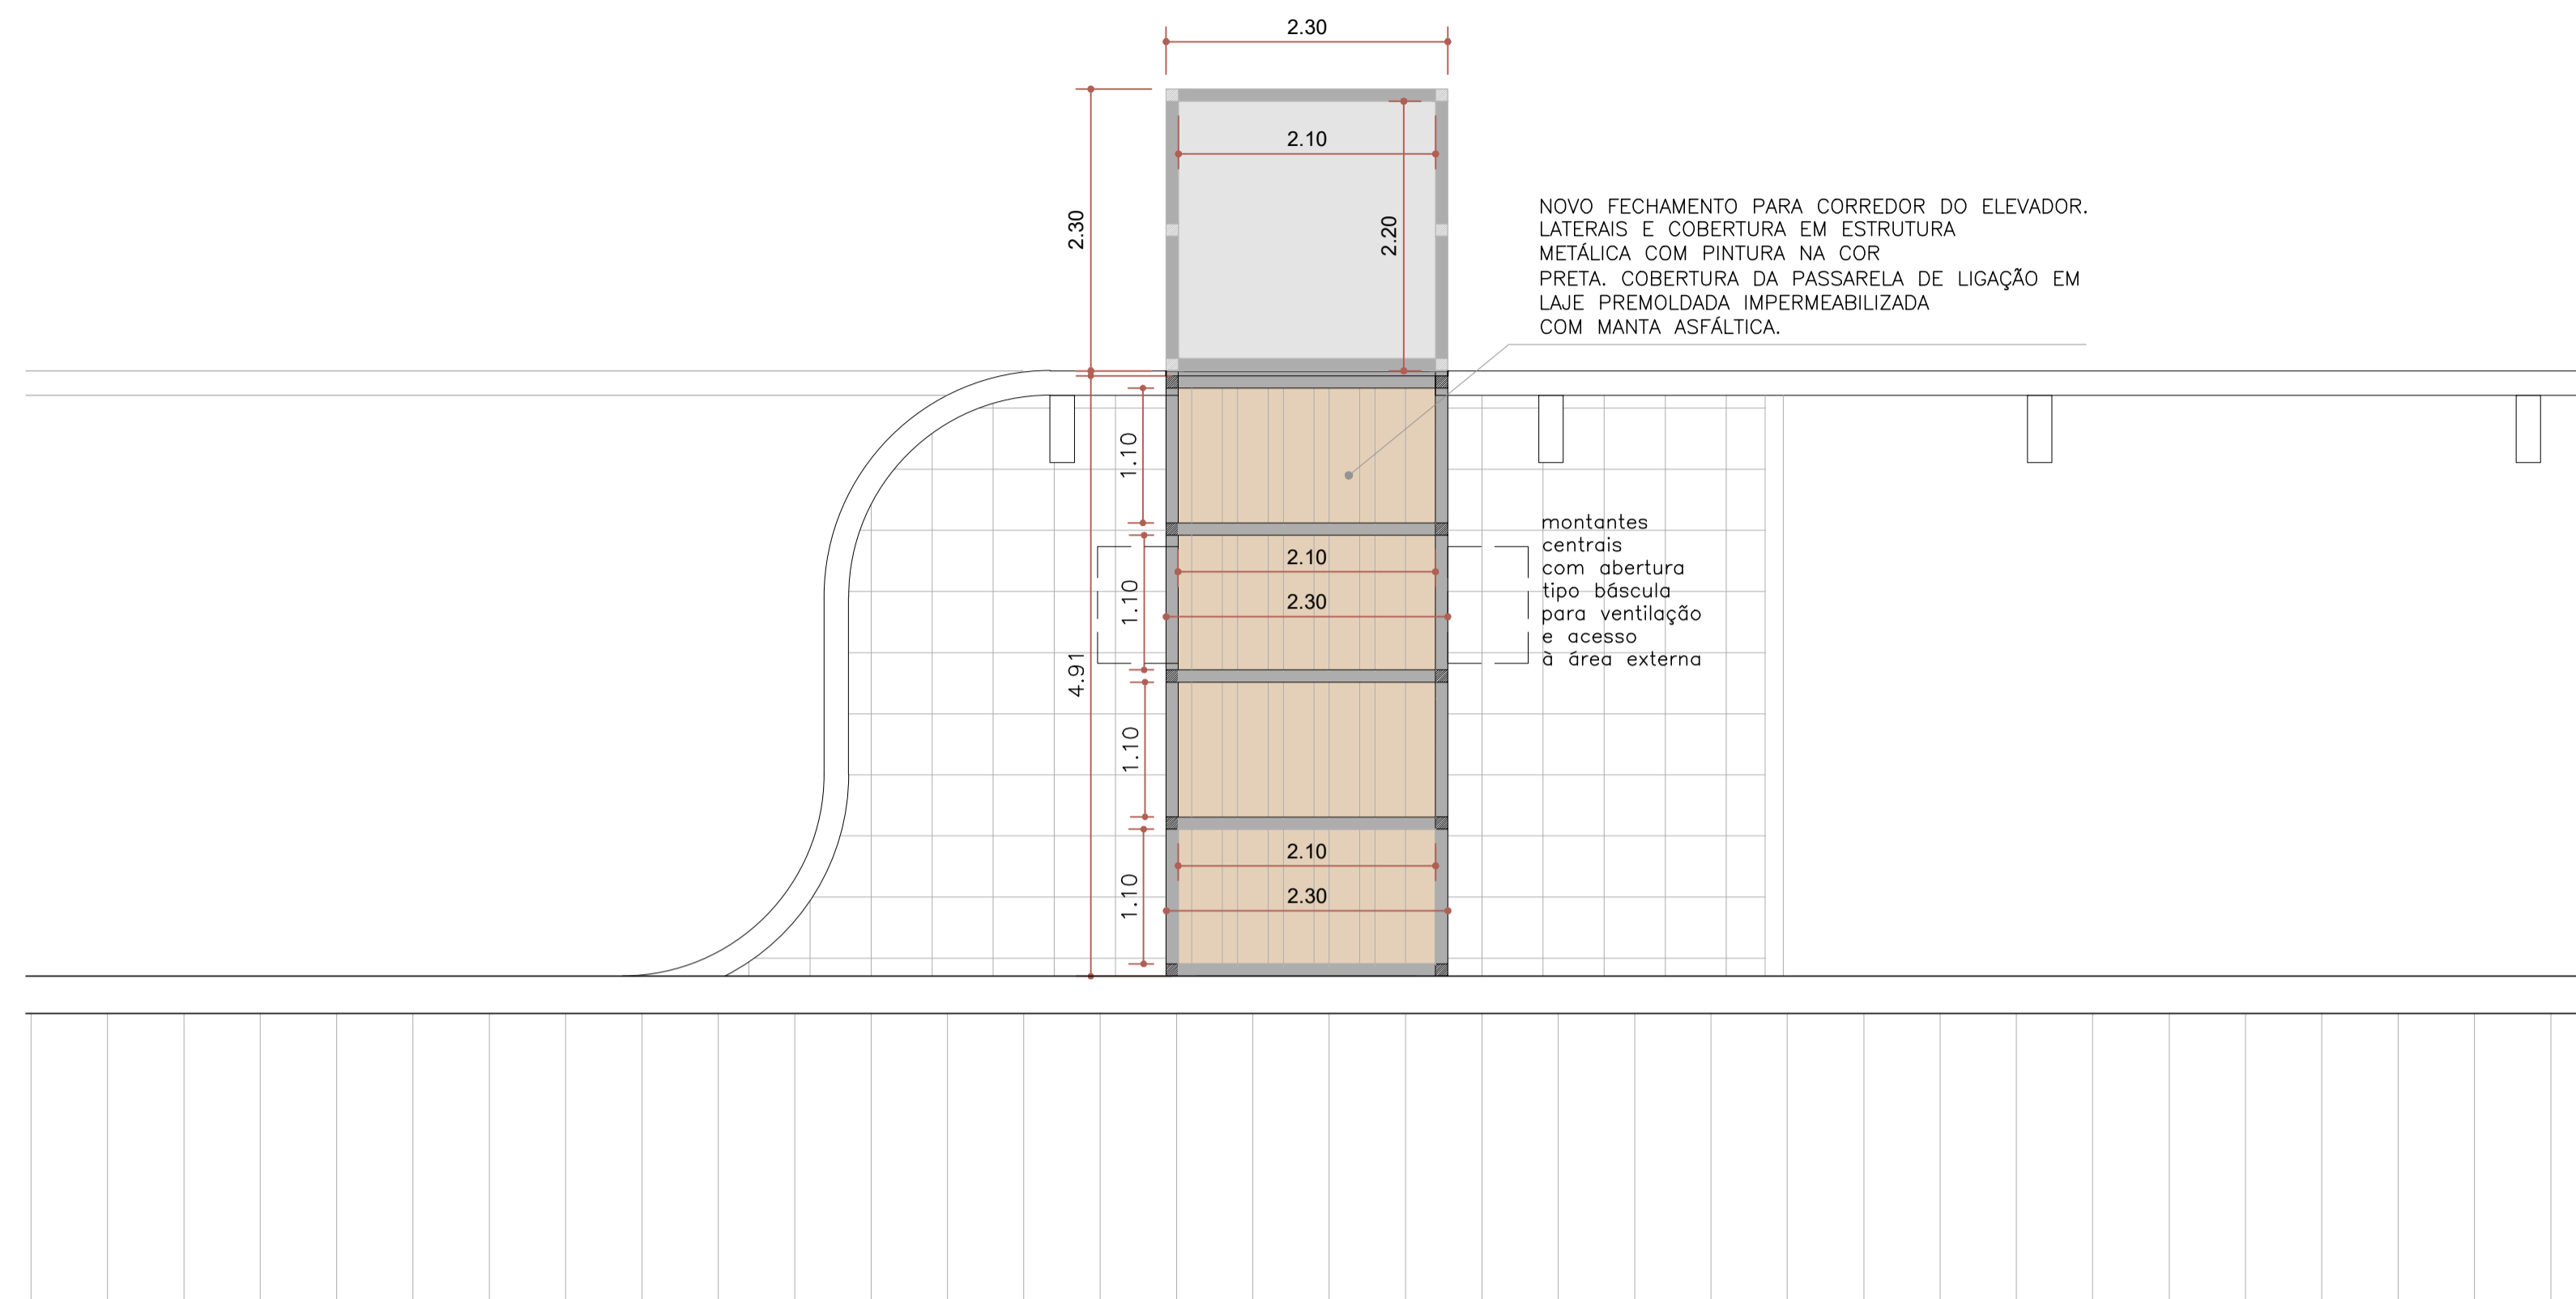 2.30
2.10
2.30
2.20
NOVO FECHAMENTO PARA CORREDOR DO ELEVADOR.
LATERAIS E COBERTURA EM ESTRUTURA
METÁLICA COM PINTURA NA COR
PRETA. COBERTURA DA PASSARELA DE LIGAÇÃO EM
LAJE PREMOLDADA IMPERMEABILIZADA
COM MANTA ASFÁLTICA.
1.10
montantes
centrais
com abertura
tipo báscula
para ventilação
e acesso
à área externa
2.10
1.10
2.30
4.91
1.10
2.10
1.10
2.30